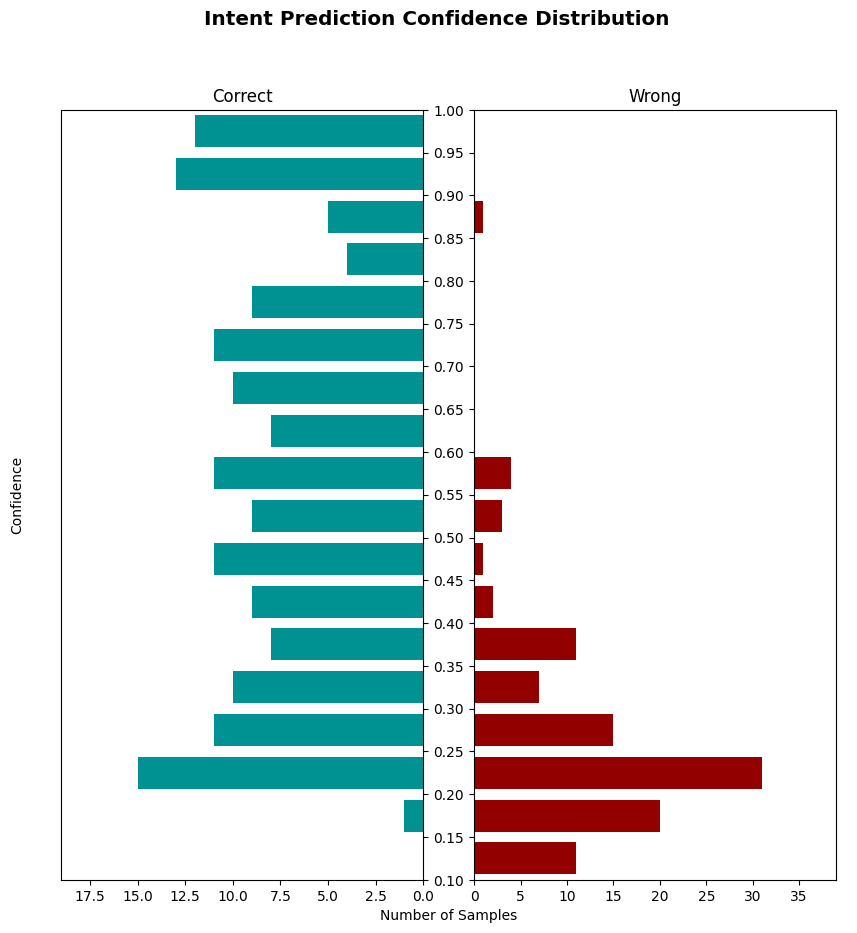 Intent Prediction Confidence Distribution
Correct
Wrong
1.00
0.95
0.90
0.85
0.80
0.75
0.70
0.65
0.60
0.55
0.50
0.45
0.40
0.35
0.30
0.25
0.20
0.15
0.10
Confidence
17.5 15.0 12.5 10.0 7.5 5.0 2.5 0.0
0 5 10 15 20 25 30 35
Number of Samples